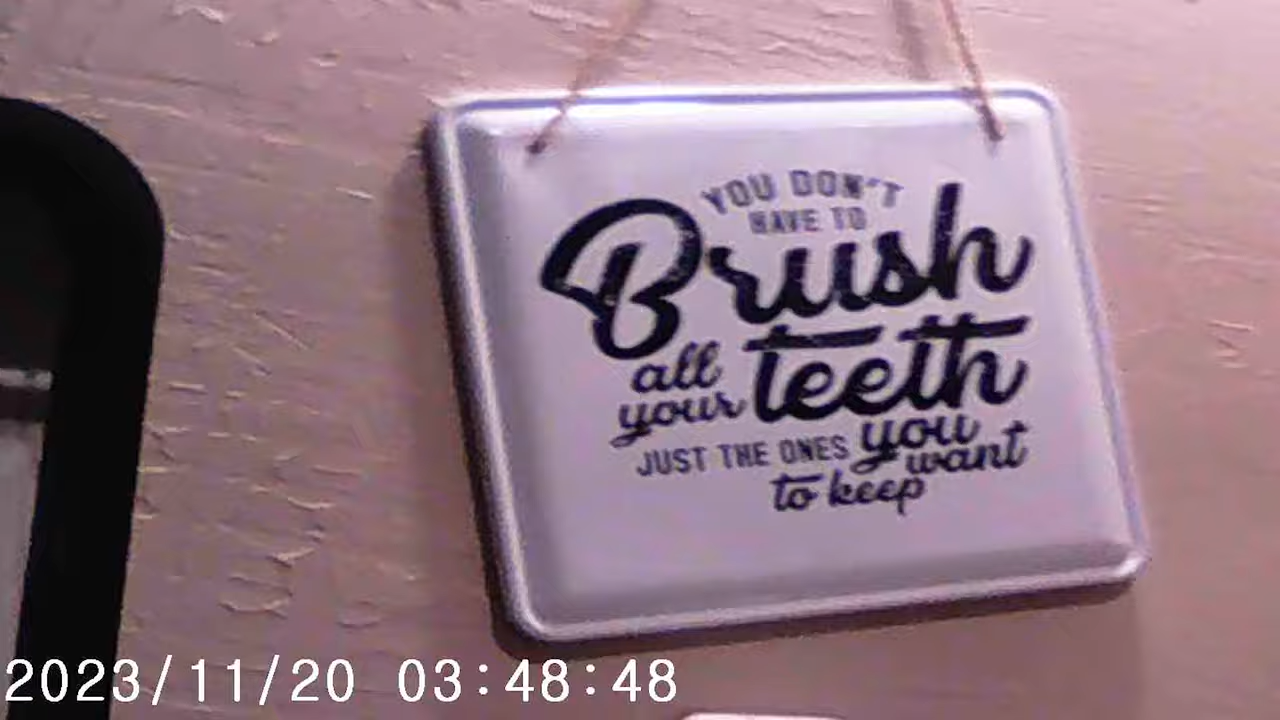 YOU DON'T
HAVE TO
Brush
all your teeth
JUST THE ONES you want
to keep
2023/11/20 03:48:48